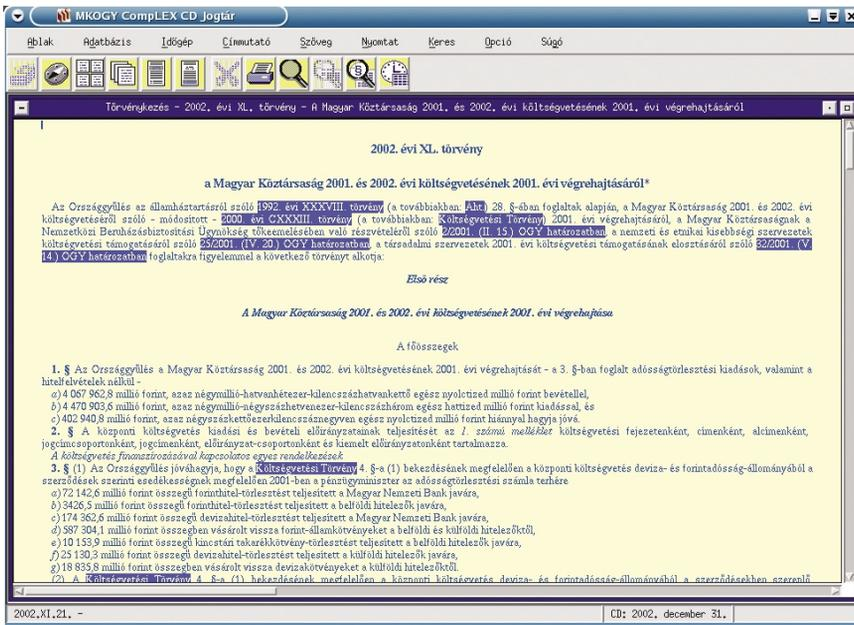 MKOGY CompLEX CD Jogtár
Ablak Adatbázis Időgép Címmutató Szöveg Nyomtat Keres Opció Súgó
Törvénykezés - 2002. évi XL. törvény - A Magyar Köztársaság 2001. és 2002. évi költségvetésének 2001. évi végrehajtásáról
2002. évi XL. törvény
a Magyar Köztársaság 2001. és 2002. évi költségvetésének 2001. évi végrehajtásáról*
Az Országgyűlés az államháztartásról szóló 1992. évi XXXVIII. törvény (a továbbiakban: Áht) 28. §-ában foglaltak alapján, a Magyar Köztársaság 2001. és 2002. évi
költségvetéséről szóló - módosított - 2000. évi CXXXIII. törvény (a továbbiakban: Költségvetési Törvény) 2001. évi végrehajtásáról, a Magyar Köztársaságnak a
Nemzetközi Beruházásbiztosítási Ügynökség tőkeemelésében való részvételéről szóló 2/2001. (II. 15.) OGY határozatban, a nemzeti és etnikai kisebbségi szervezetek
költségvetési támogatásáról szóló 25/2001. (IV. 20.) OGY határozatban, a társadalmi szervezetek 2001. évi költségvetési támogatásának elosztásáról szóló 32/2001. (V.
14.) OGY határozatban foglaltakra figyelemmel a következő törvényt alkotja:
Első rész
A Magyar Köztársaság 2001. és 2002. évi költségvetésének 2001. évi végrehajtása
A főösszegek
1. § Az Országgyűlés a Magyar Köztársaság 2001. és 2002. évi költségvetésének 2001. évi végrehajtását - a 3. §-ban foglalt adósságtörlesztési kiadások, valamint a
hitelfelvételek nélkül -
a) 4 067 962,8 millió forint, azaz négymillió-hatvanhétezer-kilencszázhatvankettő egész nyolctized millió forint bevétellel,
b) 4 470 903,6 millió forint, azaz négymillió-négyszázhetvenezer-kilencszázhárom egész hattized millió forint kiadással, és
c) 402 940,8 millió forint, azaz négyszázkettőezerkilencszáznegyven egész nyolctized millió forint hiánnyal hagyja jóvá.
2. § A központi költségvetés kiadási és bevételi előirányzatainak teljesítését az 1. számú melléklet költségvetési fejezetenként, címenként, alcímenként,
jogcímcsoportonként, jogcímenként, előirányzat-csoportonként és kiemelt előirányzatonként tartalmazza.
A költségvetés finanszírozásával kapcsolatos egyes rendelkezések
3. § (1) Az Országgyűlés jóváhagyja, hogy a Költségvetési Törvény 4. §-a (1) bekezdésének megfelelően a központi költségvetés deviza- és forintadósság-állományából a
szerződések szerinti esedékességnek megfelelően 2001-ben a pénzügyminiszter az adósságtörlesztési számla terhére
a) 72 142,6 millió forint összegű forinthitel-törlesztést teljesített a Magyar Nemzeti Bank javára,
b) 3426,5 millió forint összegű forinthitel-törlesztést teljesített a belföldi hitelezők javára,
c) 174 362,6 millió forint összegű devizahitel-törlesztést teljesített a Magyar Nemzeti Bank javára,
d) 587 304,1 millió forint összegben vásárolt vissza forint-államkötvényeket a belföldi és külföldi hitelezőktől,
e) 10 153,9 millió forint összegű kincstári takarékkötvény-törlesztést teljesített a belföldi hitelezők javára,
f) 25 130,3 millió forint összegű devizahitel-törlesztést teljesített a külföldi hitelezők javára,
g) 18 835,8 millió forint összegben vásárolt vissza devizakötvényeket a külföldi hitelezőktől.
(2) A Költségvetési Törvény 4. §-a (1) bekezdésének megfelelően a központi költségvetés deviza- és forintadósság-állományából a szerződésekben szereplő
2002.XI.21. - CD: 2002. december 31.